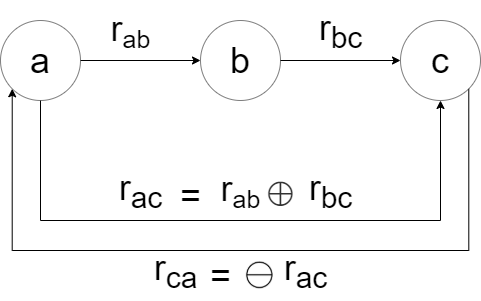 r_ab r_bc
a b c
r_ac = r_ab ⊕ r_bc
r_ca = ⊖ r_ac